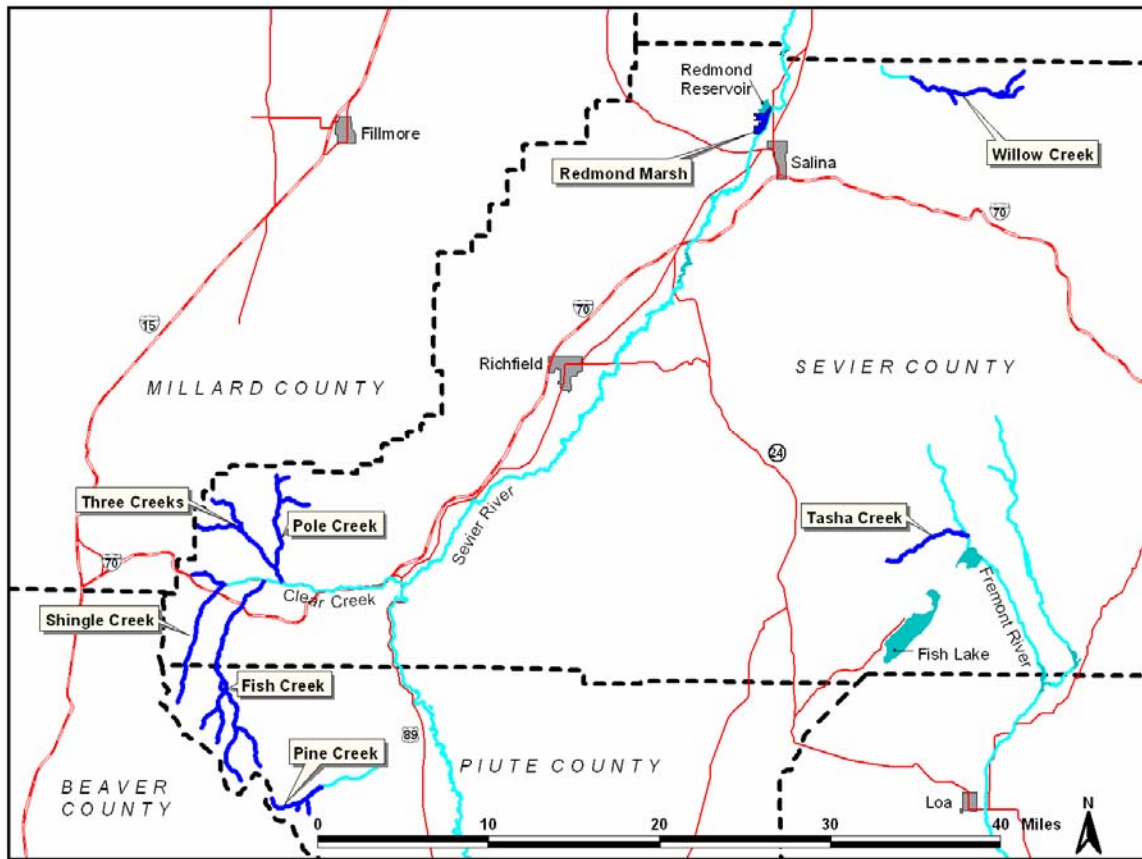 Redmond
Reservoir
Fillmore
Redmond Marsh
Salina
Willow Creek
70
15
70
Richfield
MILLARD COUNTY
SEVIER COUNTY
24
Three Creeks
Pole Creek
Sevier River
Tasha Creek
70
Clear Creek
Shingle Creek
Fremont River
Fish Lake
Fish Creek
89
Pine Creek
PIUTE COUNTY
BEAVER
COUNTY
Loa
N
0 10 20 30 40 Miles